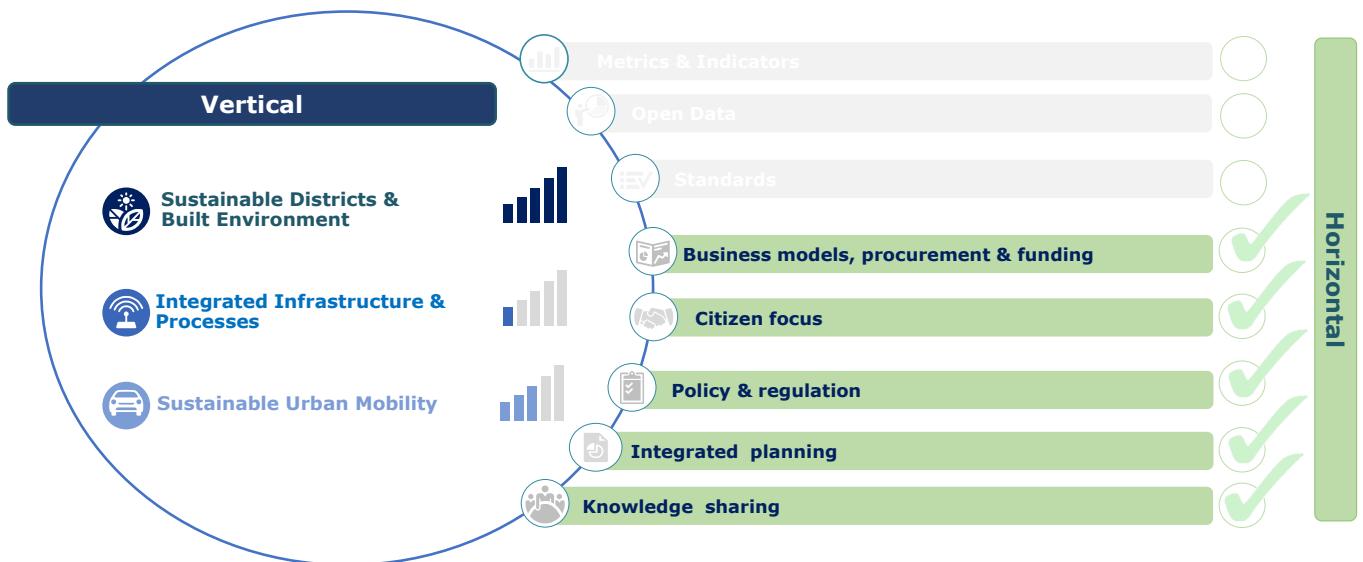 Vertical
Sustainable Districts &
Built Environment
Integrated Infrastructure &
Processes
Sustainable Urban Mobility
Metrics & Indicators
Open Data
Standards
Business models, procurement & funding
Citizen focus
Policy & regulation
Integrated planning
Knowledge sharing
Horizontal